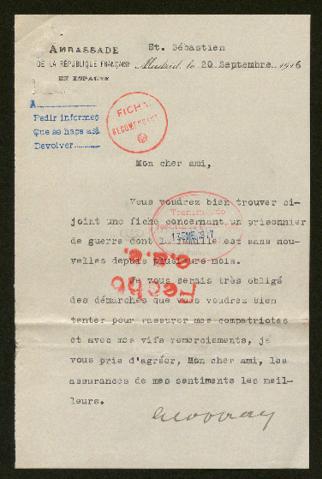 AMBRASSADE
DE LA RÉPUBLIQUE FRANÇAISE
EN ESPAGNE
St. Sébastien
Madrid, le 20 Septembre 1916
A
Pedir informes
Que se haga así
Devolver
FICHE
Mon cher ami,
Vous voudrez bien trouver ci-
joint une fiche concernant un prisonnier
de guerre dont la famille est sans nou-
velles depuis plusieurs mois.
Je vous serais très obligé
des démarches que vous voudrez bien
tenter pour rassurer mes compatriotes
et avec mes vifs remerciements, je
vous prie d'agréer, Mon cher ami, les
assurances de mes sentiments les meil-
leurs.
Fecho